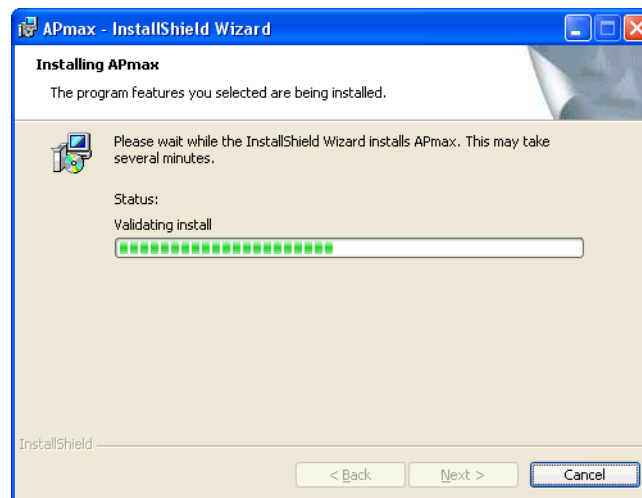 APmax - InstallShield Wizard
Installing APmax
The program features you selected are being installed.
Please wait while the InstallShield Wizard installs APmax. This may take
several minutes.
Status:
Validating install
InstallShield
< Back
Next >
Cancel